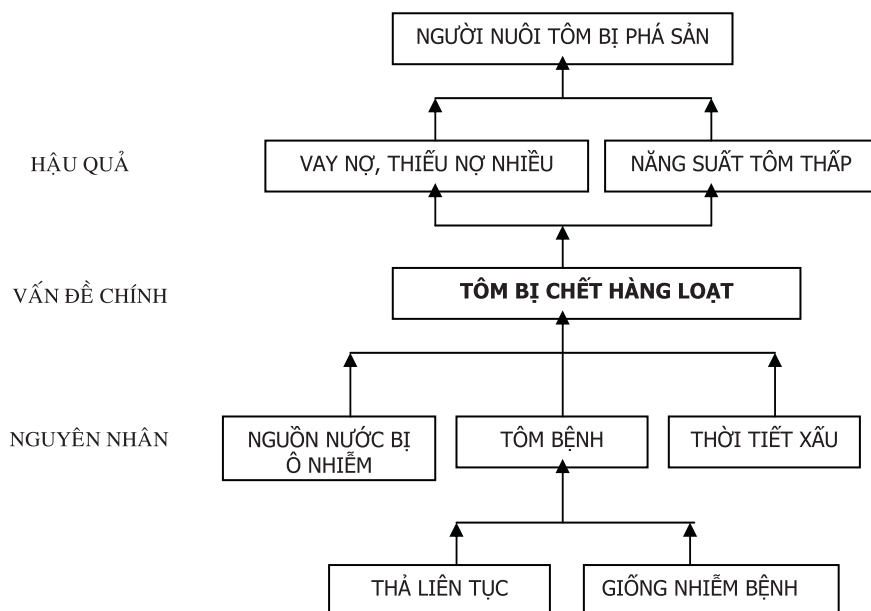 NGƯỜI NUÔI TÔM BỊ PHÁ SẢN
HẬU QUẢ
VAY NỢ, THIẾU NỢ NHIỀU
NĂNG SUẤT TÔM THẤP
VẤN ĐỀ CHÍNH
TÔM BỊ CHẾT HÀNG LOẠT
NGUYÊN NHÂN
NGUỒN NƯỚC BỊ
Ô NHIỄM
TÔM BỆNH
THỜI TIẾT XẤU
THẢ LIÊN TỤC
GIỐNG NHIỄM BỆNH